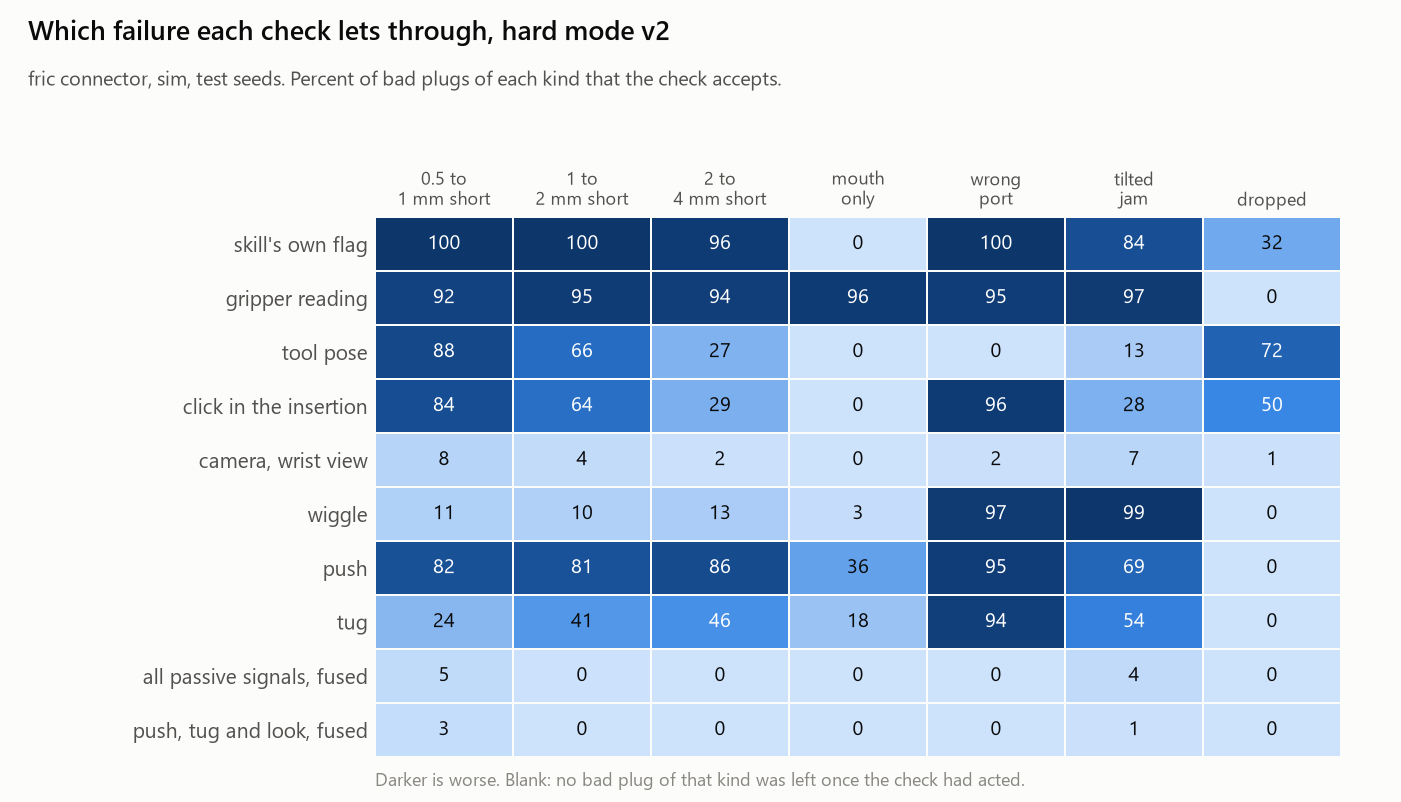 Which failure each check lets through, hard mode v2
fric connector, sim, test seeds. Percent of bad plugs of each kind that the check accepts.
0.5 to 1 mm short
1 to 2 mm short
2 to 4 mm short
mouth only
wrong port
tilted jam
dropped
skill's own flag 100 100 96 0 100 84 32
gripper reading 92 95 94 96 95 97 0
tool pose 88 66 27 0 0 13 72
click in the insertion 84 64 29 0 96 28 50
camera, wrist view 8 4 2 0 2 7 1
wiggle 11 10 13 3 97 99 0
push 82 81 86 36 95 69 0
tug 24 41 46 18 94 54 0
all passive signals, fused 5 0 0 0 0 4 0
push, tug and look, fused 3 0 0 0 0 1 0
Darker is worse. Blank: no bad plug of that kind was left once the check had acted.